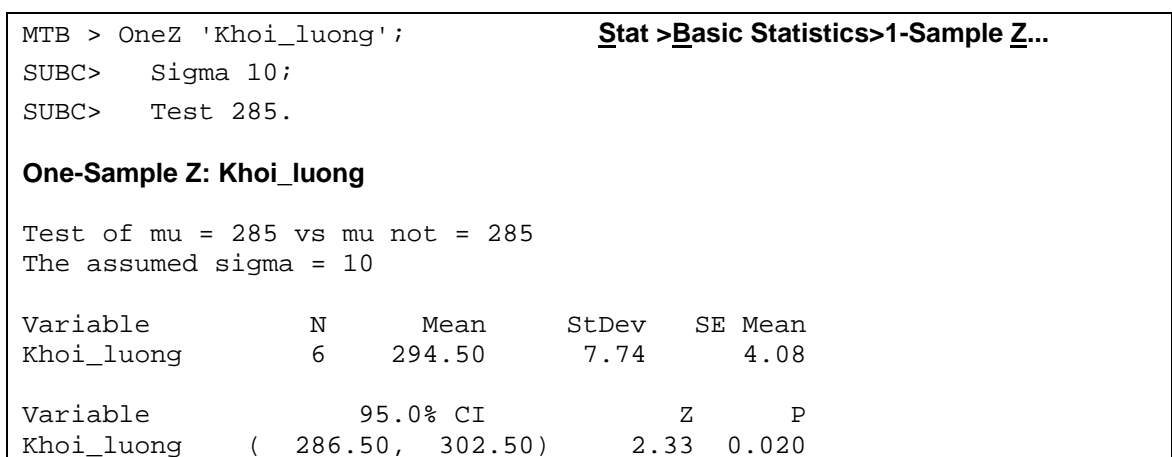 MTB > OneZ 'Khoi_luong'; Stat >Basic Statistics>1-Sample Z...
SUBC> Sigma 10;
SUBC> Test 285.
One-Sample Z: Khoi_luong
Test of mu = 285 vs mu not = 285
The assumed sigma = 10
Variable N Mean StDev SE Mean
Khoi_luong 6 294.50 7.74 4.08
Variable 95.0% CI Z P
Khoi_luong ( 286.50, 302.50) 2.33 0.020